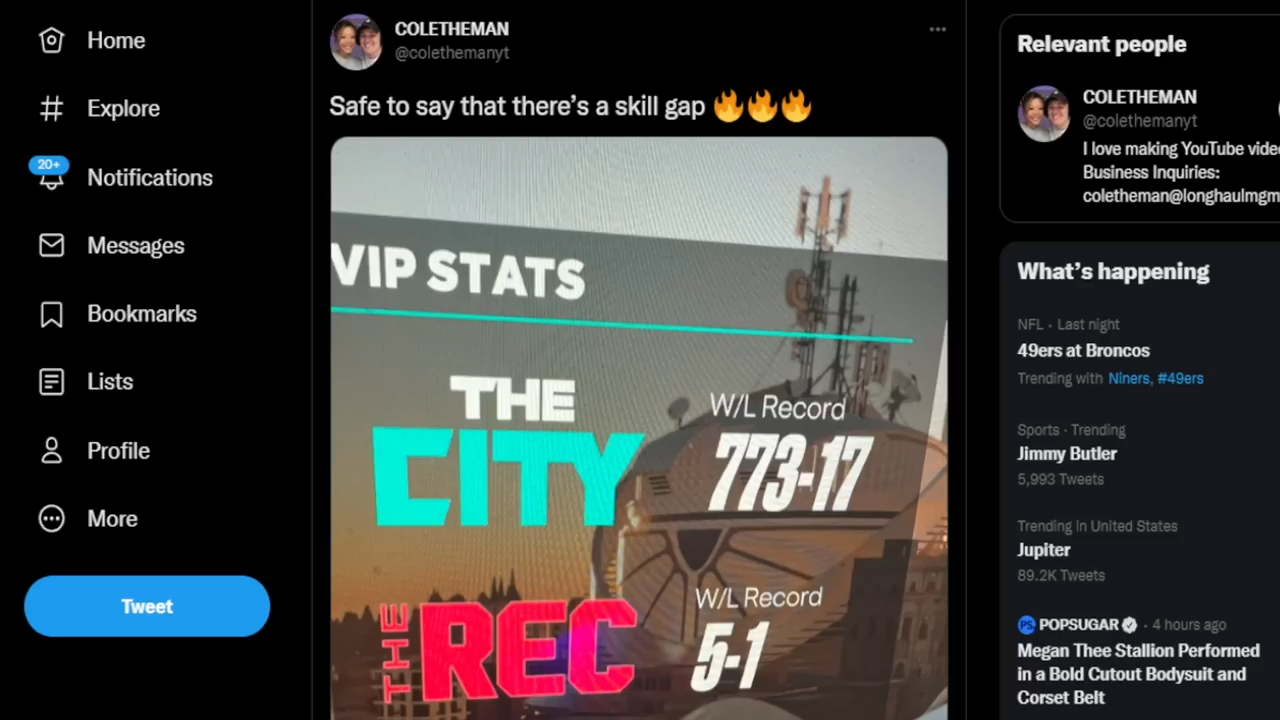 Home
Explore
20+
Notifications
Messages
Bookmarks
Lists
Profile
More
Tweet
COLETHEMAN
@colethemanyt
Safe to say that there's a skill gap 🔥🔥🔥
VIP STATS
THE
CITY
W/L Record
773-17
THE
REC
W/L Record
5-1
Relevant people
COLETHEMAN
@colethemanyt
I love making YouTube vide
Business Inquiries:
coletheman@longhaulmgm
What's happening
NFL · Last night
49ers at Broncos
Trending with Niners, #49ers
Sports · Trending
Jimmy Butler
5,993 Tweets
Trending in United States
Jupiter
89.2K Tweets
PS POPSUGAR · 4 hours ago
Megan Thee Stallion Performed
in a Bold Cutout Bodysuit and
Corset Belt